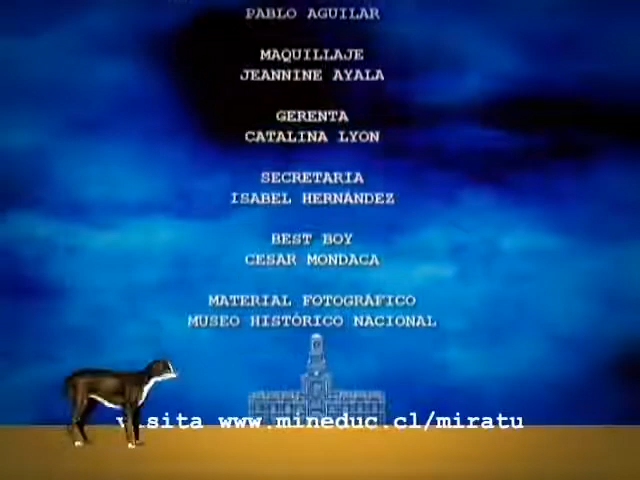 PABLO AGUILAR
MAQUILLAJE
JEANNINE AYALA
GERENTA
CATALINA LYON
SECRETARIA
ISABEL HERNÁNDEZ
BEST BOY
CESAR MONDACA
MATERIAL FOTOGRÁFICO
MUSEO HISTÓRICO NACIONAL
visita www.mineduc.cl/miratu